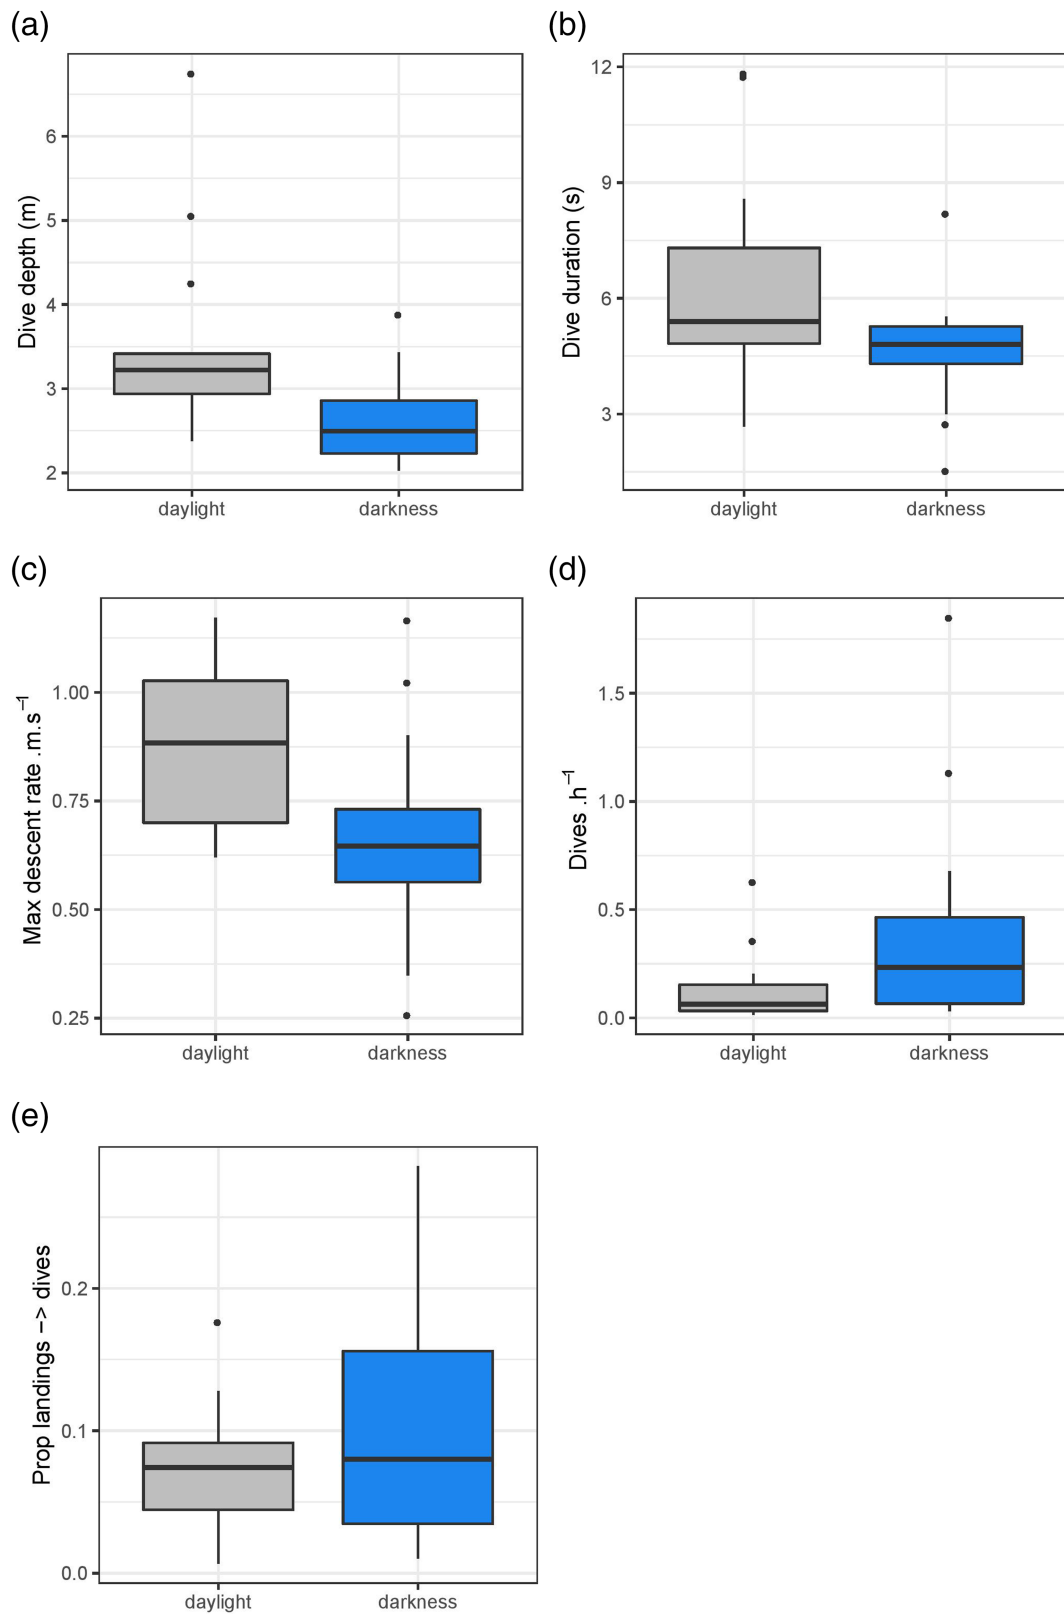 (a)
Dive depth (m)
6
5
4
3
2
daylight
darkness
(b)
Dive duration (s)
12
9
6
3
daylight
darkness
(c)
Max descent rate .m.s⁻¹
1.00
0.75
0.50
0.25
daylight
darkness
(d)
Dives .h⁻¹
1.5
1.0
0.5
0.0
daylight
darkness
(e)
Prop landings −> dives
0.2
0.1
0.0
daylight
darkness